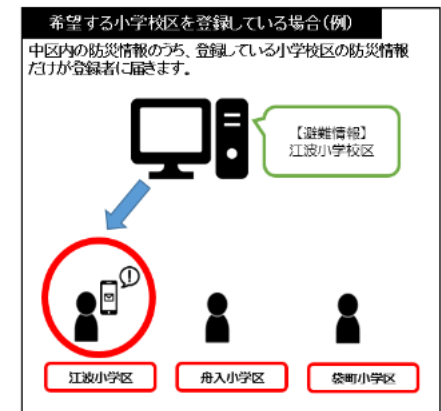 希望する小学校区を登録している場合(例)
中区内の防災情報のうち、登録している小学校区の防災情報
だけが登録者に届きます。
【避難情報】
江波小学校区
江波小学区
舟入小学区
袋町小学区